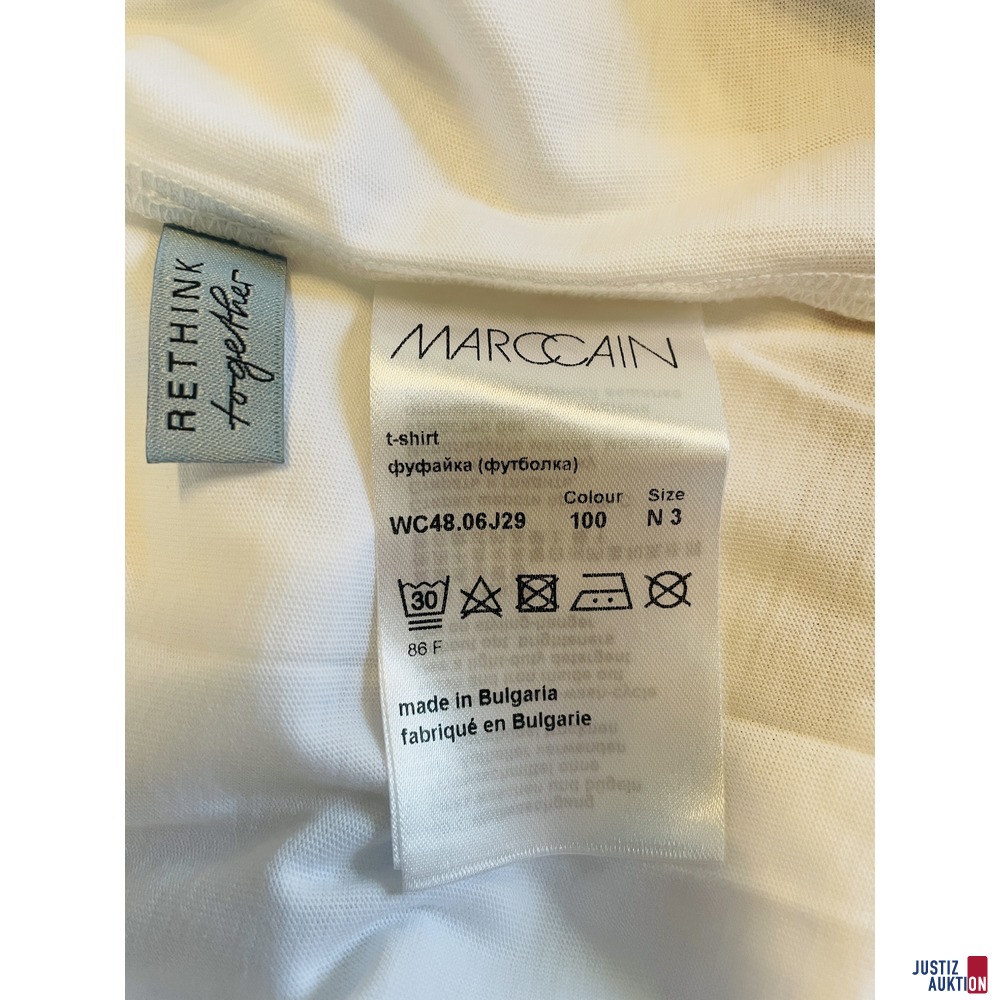 RETHINK
together
MARCCAIN
t-shirt
фуфайка (футболка)
Colour Size
WC48.06J29 100 N 3
30
86 F
made in Bulgaria
fabriqué en Bulgarie
JUSTIZ
AUKTION